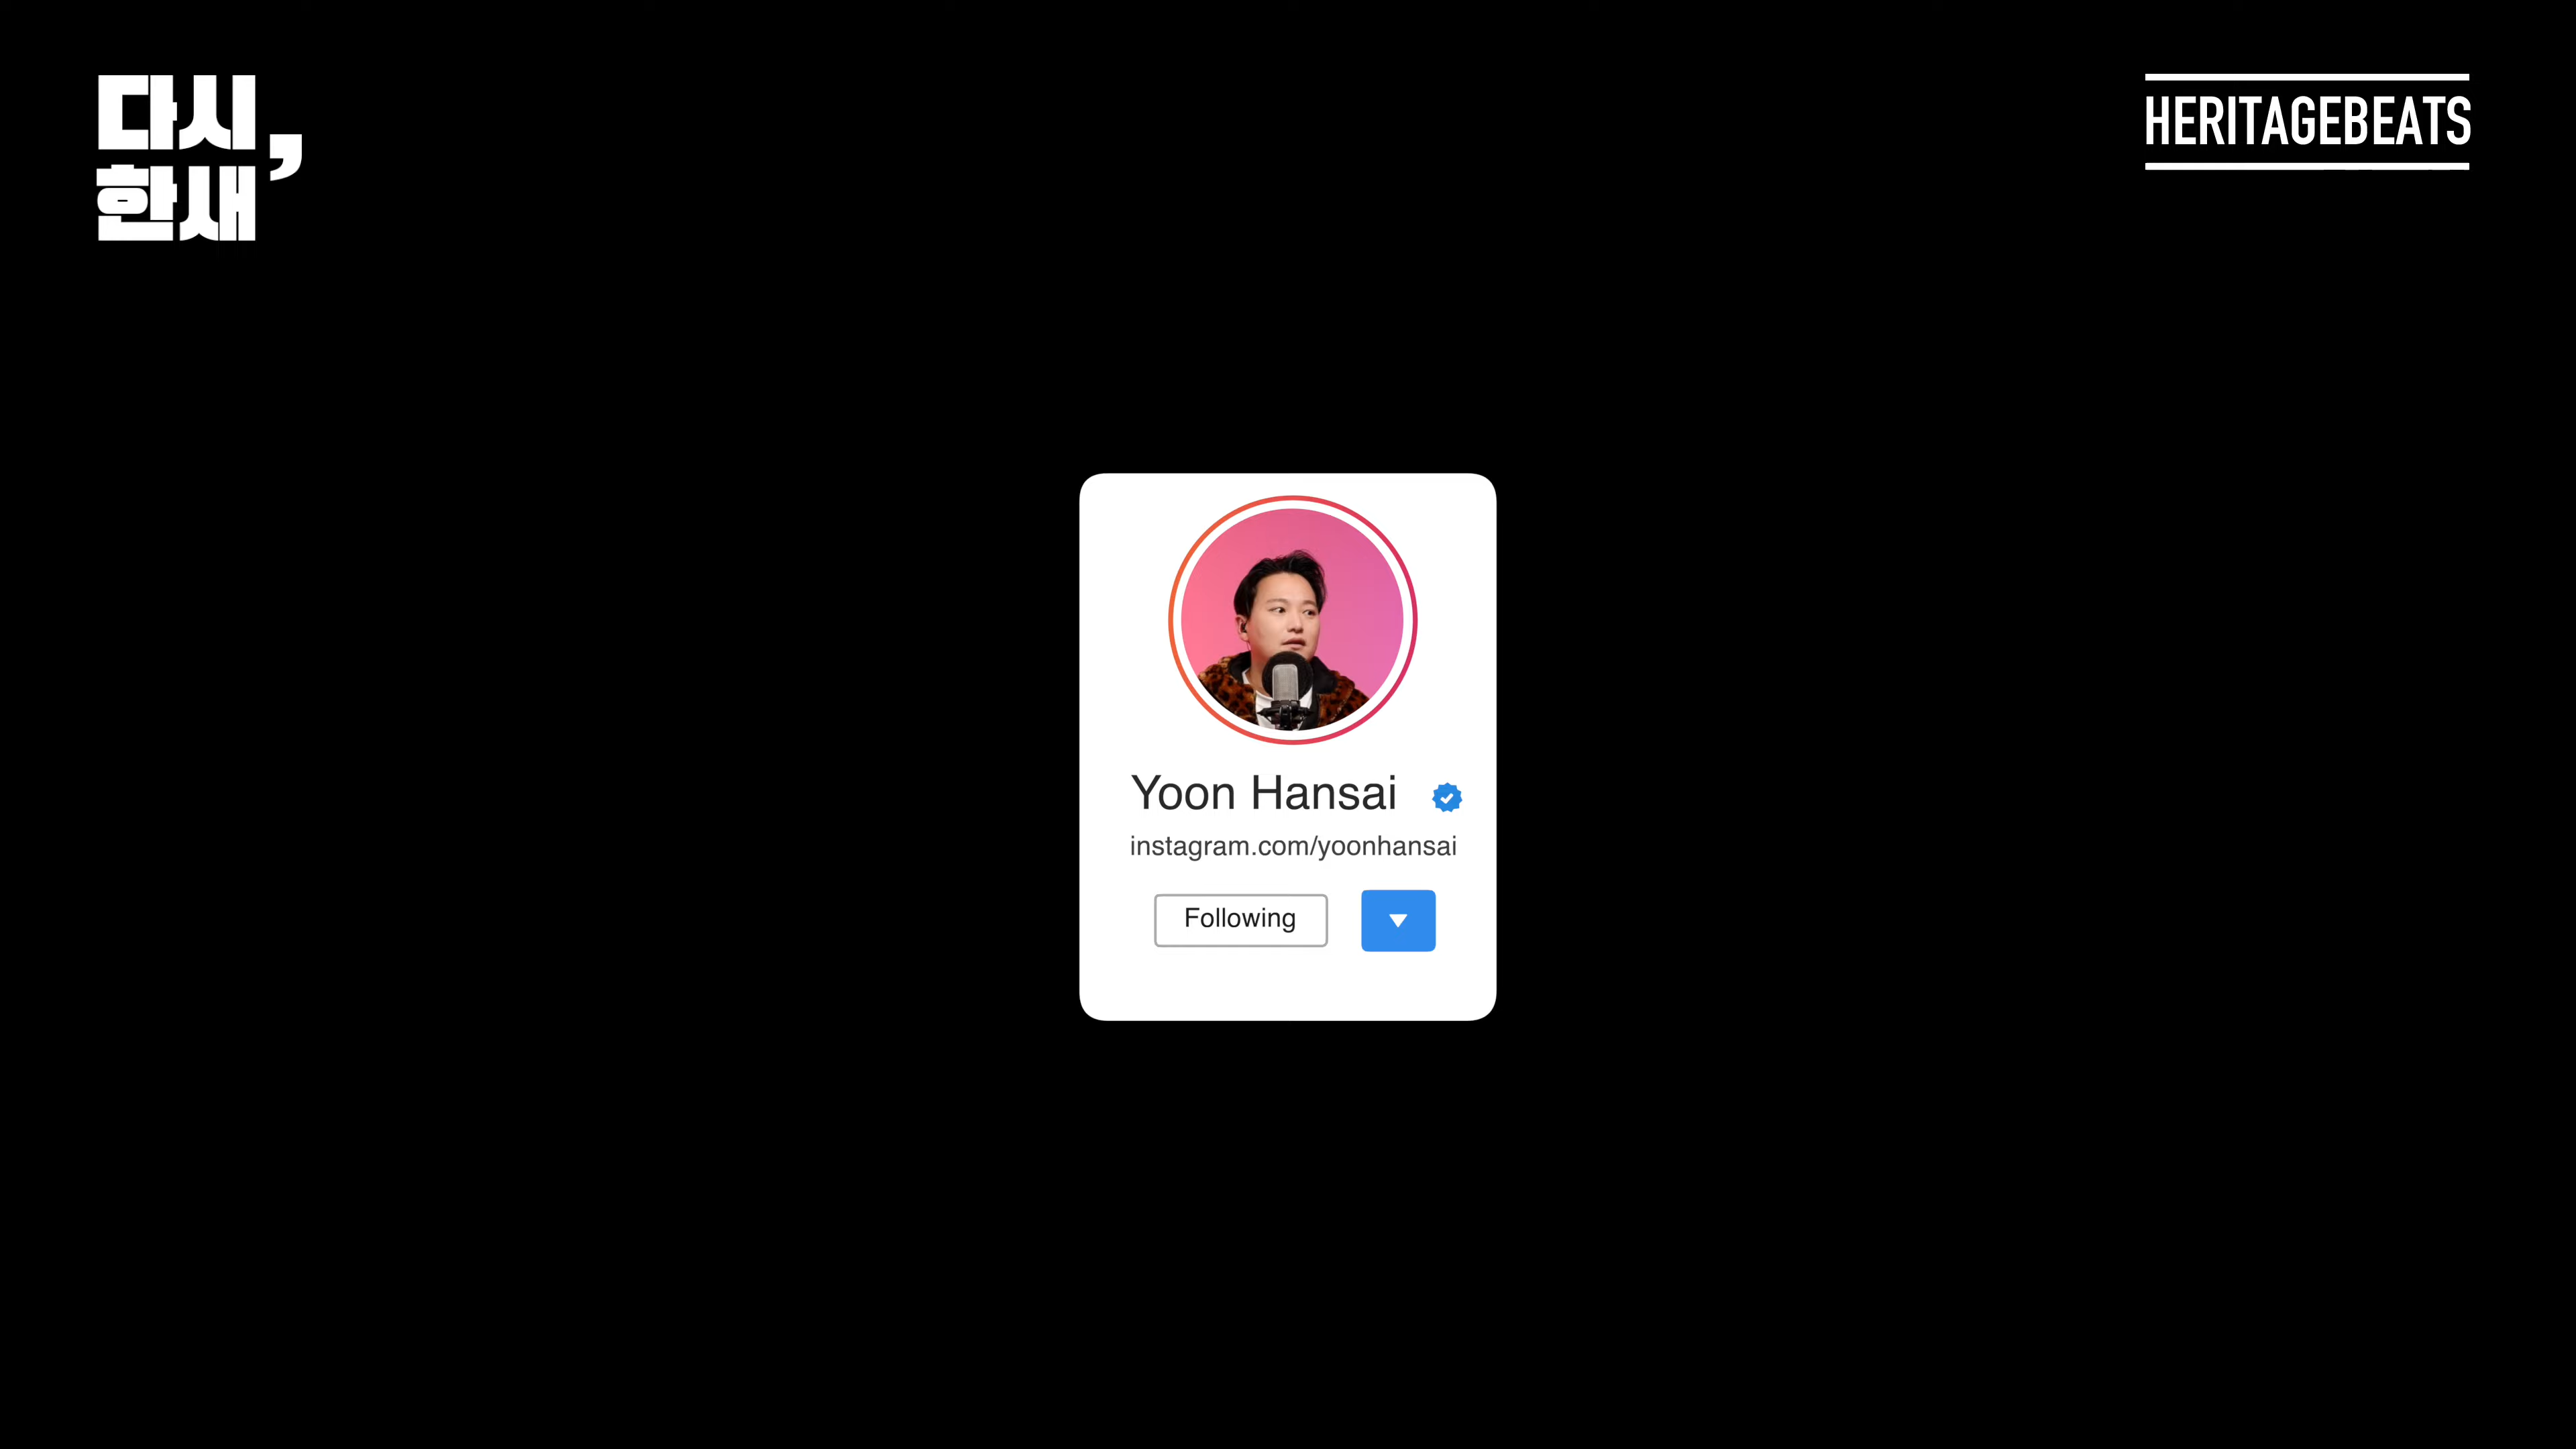 다시,
한새
HERITAGEBEATS
Yoon Hansai
instagram.com/yoonhansai
Following